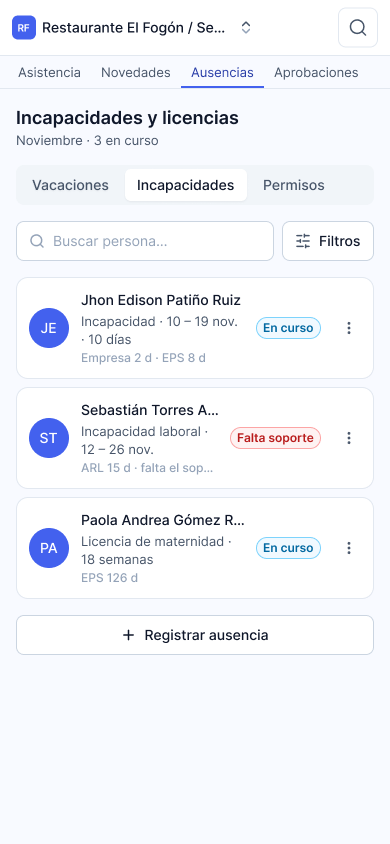 RF Restaurante El Fogón / Se...
Asistencia Novedades Ausencias Aprobaciones
Incapacidades y licencias
Noviembre · 3 en curso
Vacaciones Incapacidades Permisos
Buscar persona... Filtros
JE
Jhon Edison Patiño Ruiz
Incapacidad · 10 – 19 nov.
· 10 días
Empresa 2 d · EPS 8 d
En curso
ST
Sebastián Torres A...
Incapacidad laboral ·
12 – 26 nov.
ARL 15 d · falta el sop...
Falta soporte
PA
Paola Andrea Gómez R...
Licencia de maternidad ·
18 semanas
EPS 126 d
En curso
+ Registrar ausencia